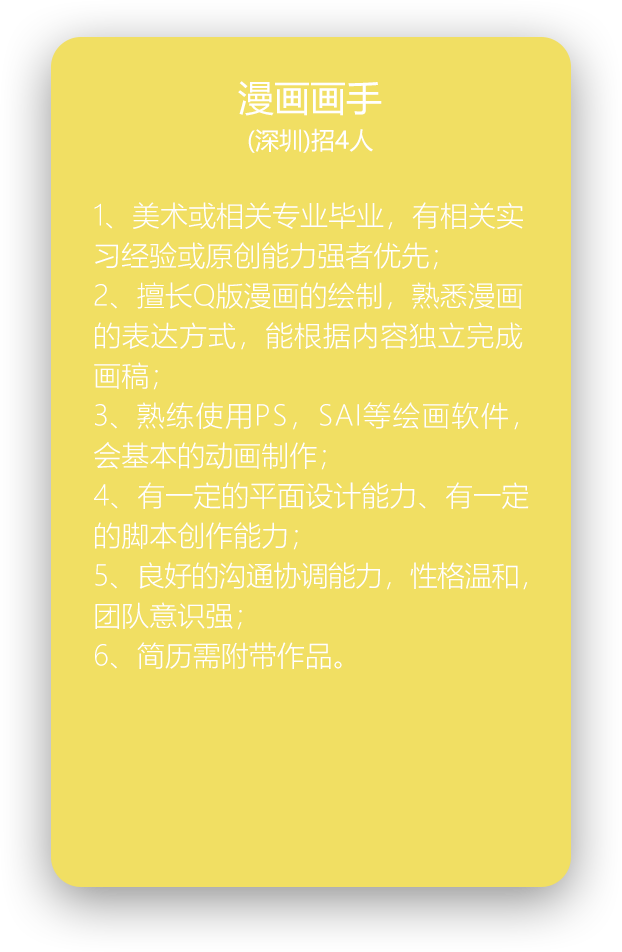 漫画画手
(深圳)招4人
1、美术或相关专业毕业，有相关实
习经验或原创能力强者优先；
2、擅长Q版漫画的绘制，熟悉漫画
的表达方式，能根据内容独立完成
画稿；
3、熟练使用PS，SAI等绘画软件，
会基本的动画制作；
4、有一定的平面设计能力、有一定
的脚本创作能力；
5、良好的沟通协调能力，性格温和，
团队意识强；
6、简历需附带作品。